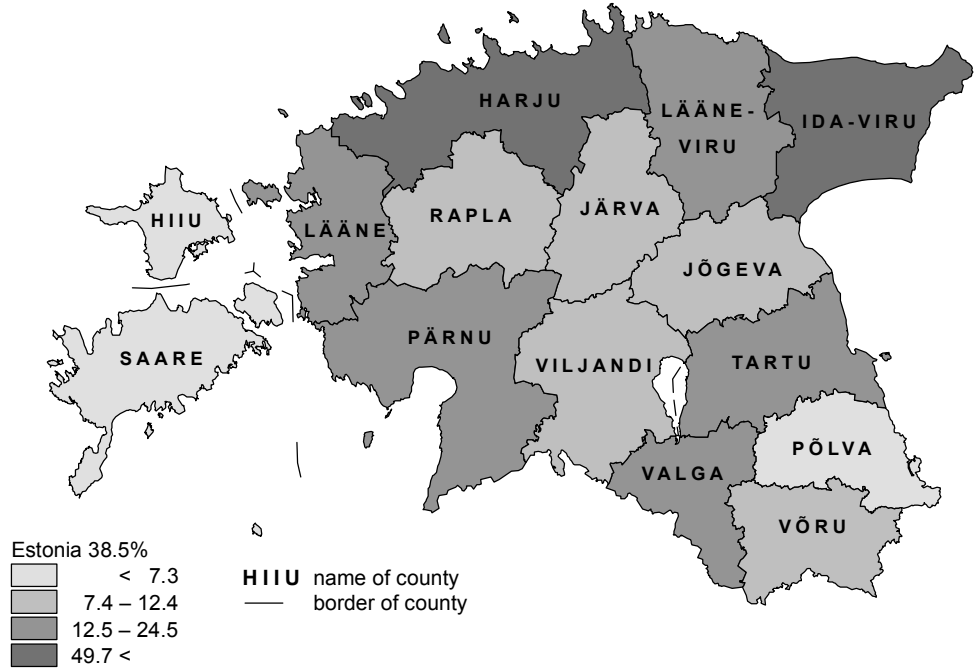 HARJU
LÄÄNE-
VIRU
IDA-VIRU
HIIU
LÄÄNE
RAPLA
JÄRVA
JÕGEVA
SAARE
PÄRNU
VILJANDI
TARTU
VALGA
PÕLVA
VÕRU
Estonia 38.5%
< 7.3
7.4 – 12.4
12.5 – 24.5
49.7 <
HIIU name of county
border of county